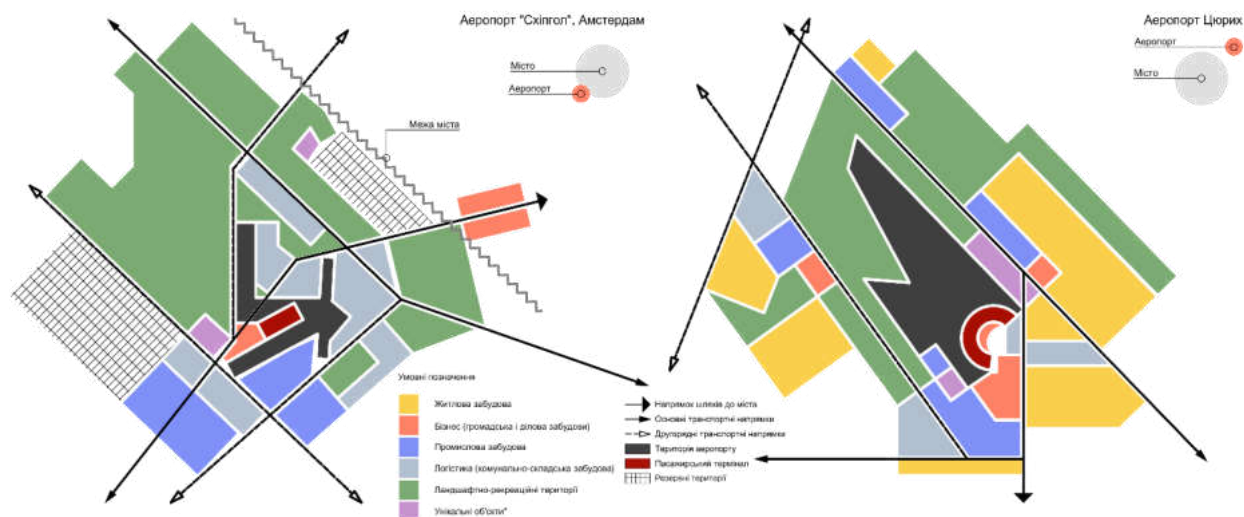 Аеропорт "Схіпгол", Амстердам
Місто
Аеропорт
Межа міста
Аеропорт Цюрих
Аеропорт
Місто
Умовні позначення
Житлова забудова
Бізнес (громадська і ділова забудови)
Промислова забудова
Логістика (комунально-складська забудова)
Ландшафтно-рекреаційні території
Унікальні об'єкти*
Напрямок шляхів до міста
Основні транспортні напрямки
Другорядні транспортні напрямки
Територія аеропорту
Пасажирський термінал
Резервні території